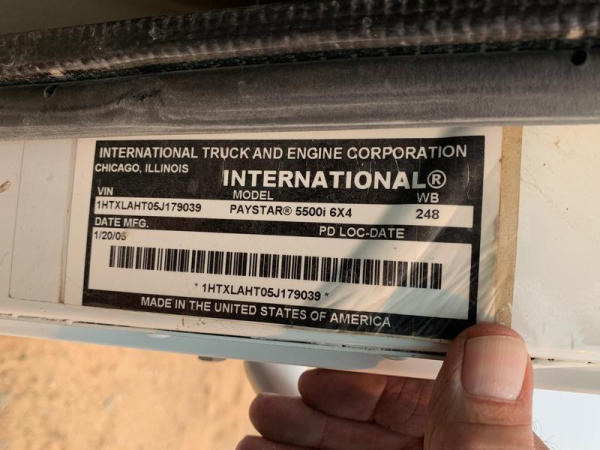 INTERNATIONAL TRUCK AND ENGINE CORPORATION
CHICAGO, ILLINOIS
INTERNATIONAL®
VIN MODEL WB
1HTXLAHT05J179039 PAYSTAR® 5500i 6X4 248
DATE MFG. PD LOC-DATE
1/20/05
* 1HTXLAHT05J179039 *
MADE IN THE UNITED STATES OF AMERICA